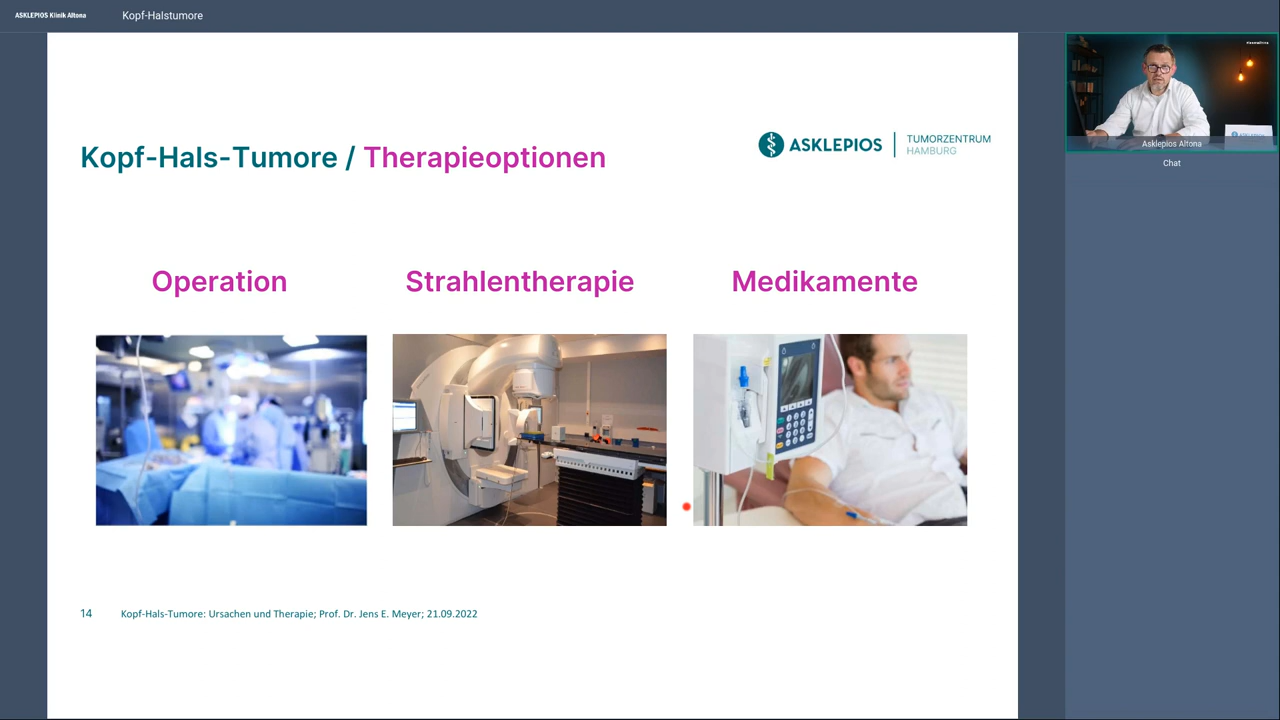 ASKLEPIOS Klinik Altona
Kopf-Halstumore
Kopf-Hals-Tumore / Therapieoptionen
ASKLEPIOS
TUMORZENTRUM
HAMBURG
Operation
Strahlentherapie
Medikamente
14
Kopf-Hals-Tumore: Ursachen und Therapie; Prof. Dr. Jens E. Meyer; 21.09.2022
Asklepios Altona
Chat